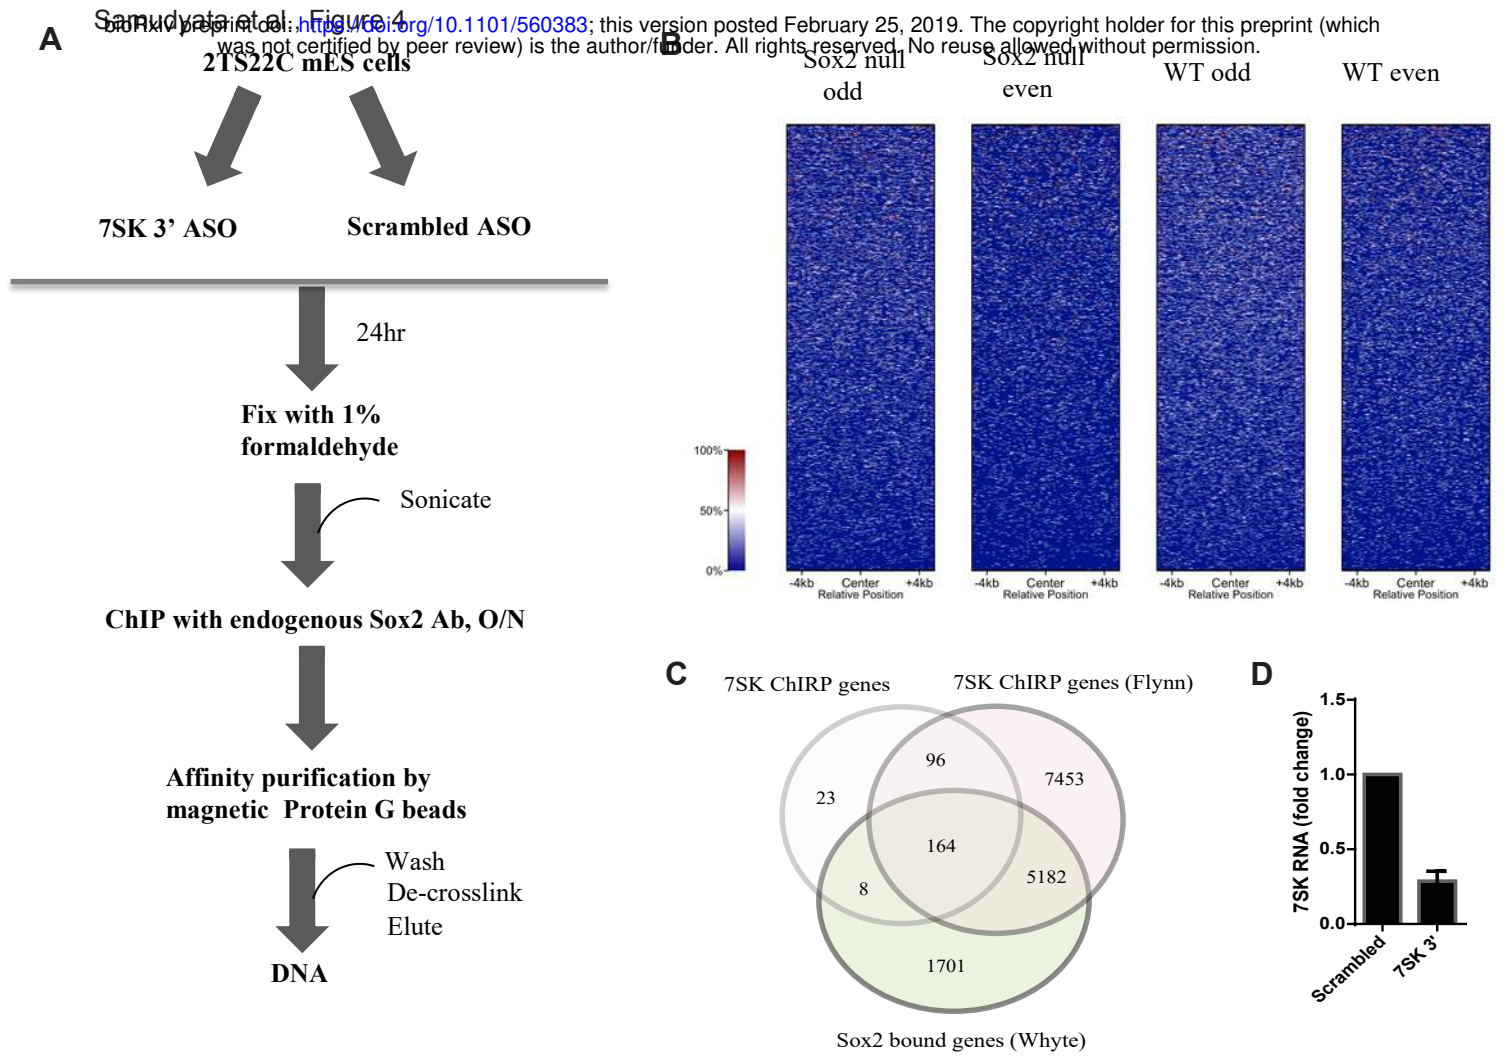 Samudyata et al., Figure 4
bioRxiv preprint doi: https://doi.org/10.1101/560383; this version posted February 25, 2019. The copyright holder for this preprint (which
was not certified by peer review) is the author/funder. All rights reserved. No reuse allowed without permission.
A
2TS22C mES cells
7SK 3’ ASO
Scrambled ASO
24hr
Fix with 1%
formaldehyde
Sonicate
ChIP with endogenous Sox2 Ab, O/N
Affinity purification by
magnetic Protein G beads
Wash
De-crosslink
Elute
DNA
B
Sox2 null
odd
Sox2 null
even
WT odd
WT even
100%
50%
0%
-4kb Center +4kb
Relative Position
-4kb Center +4kb
Relative Position
-4kb Center +4kb
Relative Position
-4kb Center +4kb
Relative Position
C
7SK ChIRP genes
7SK ChIRP genes (Flynn)
96
7453
23
164
8
5182
1701
Sox2 bound genes (Whyte)
D
7SK RNA (fold change)
1.5
1.0
0.5
0.0
Scrambled
7SK 3'